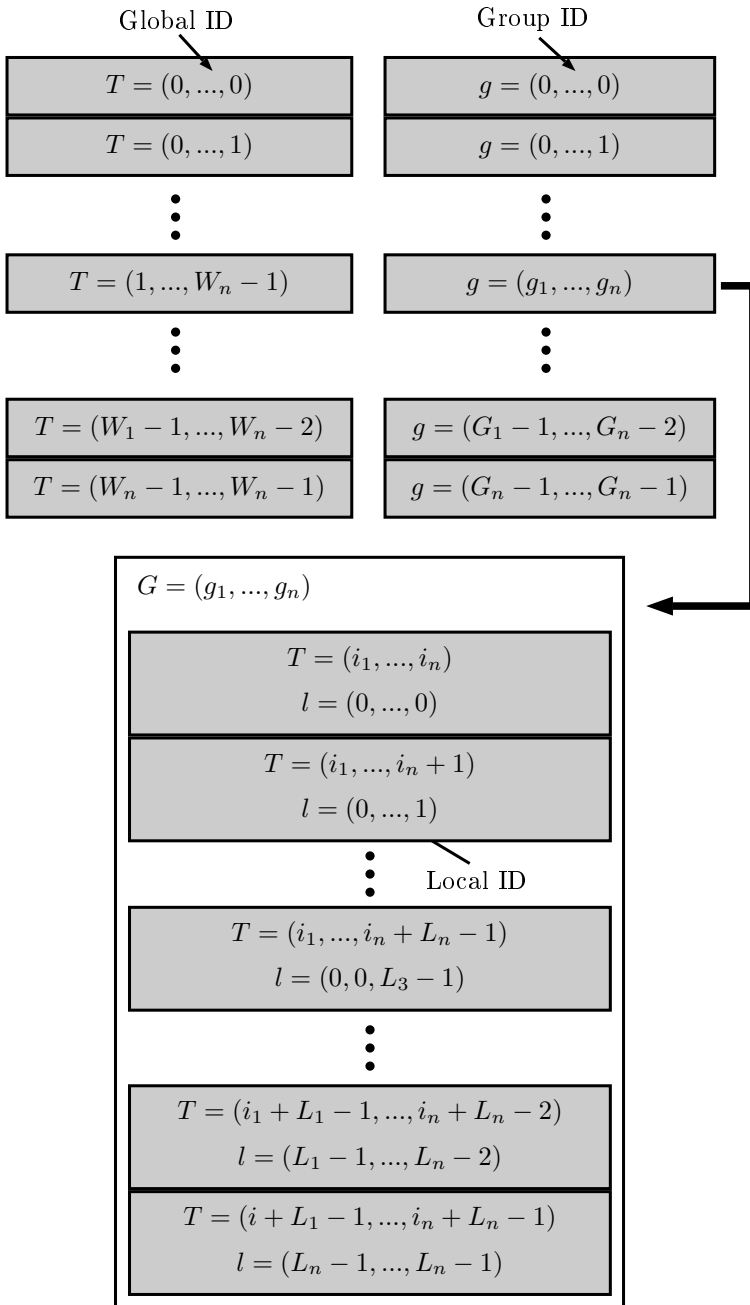 Global ID
T = (0, ..., 0)
T = (0, ..., 1)
T = (1, ..., W_n − 1)
T = (W_1 − 1, ..., W_n − 2)
T = (W_n − 1, ..., W_n − 1)
Group ID
g = (0, ..., 0)
g = (0, ..., 1)
g = (g_1, ..., g_n)
g = (G_1 − 1, ..., G_n − 2)
g = (G_n − 1, ..., G_n − 1)
G = (g_1, ..., g_n)
T = (i_1, ..., i_n)
l = (0, ..., 0)
T = (i_1, ..., i_n + 1)
l = (0, ..., 1)
Local ID
T = (i_1, ..., i_n + L_n − 1)
l = (0, 0, L_3 − 1)
T = (i_1 + L_1 − 1, ..., i_n + L_n − 2)
l = (L_1 − 1, ..., L_n − 2)
T = (i + L_1 − 1, ..., i_n + L_n − 1)
l = (L_n − 1, ..., L_n − 1)